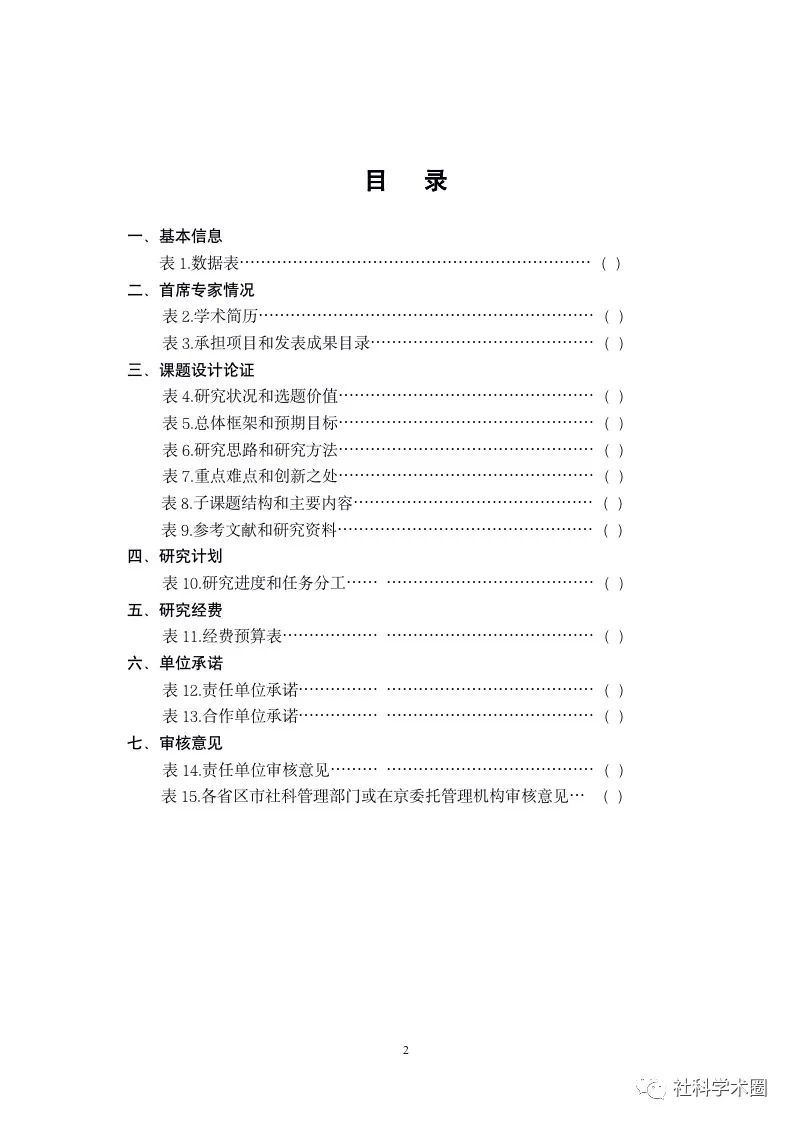 目 录
一、基本信息
表 1.数据表………………………………………………………… ( )
二、首席专家情况
表 2.学术简历……………………………………………………… ( )
表 3.承担项目和发表成果目录…………………………………… ( )
三、课题设计论证
表 4.研究状况和选题价值………………………………………… ( )
表 5.总体框架和预期目标………………………………………… ( )
表 6.研究思路和研究方法………………………………………… ( )
表 7.重点难点和创新之处………………………………………… ( )
表 8.子课题结构和主要内容……………………………………… ( )
表 9.参考文献和研究资料………………………………………… ( )
四、研究计划
表 10.研究进度和任务分工…… ………………………………… ( )
五、研究经费
表 11.经费预算表……………… ………………………………… ( )
六、单位承诺
表 12.责任单位承诺…………… ………………………………… ( )
表 13.合作单位承诺…………… ………………………………… ( )
七、审核意见
表 14.责任单位审核意见……… ………………………………… ( )
表 15.各省区市社科管理部门或在京委托管理机构审核意见… ( )
2
社科学术圈